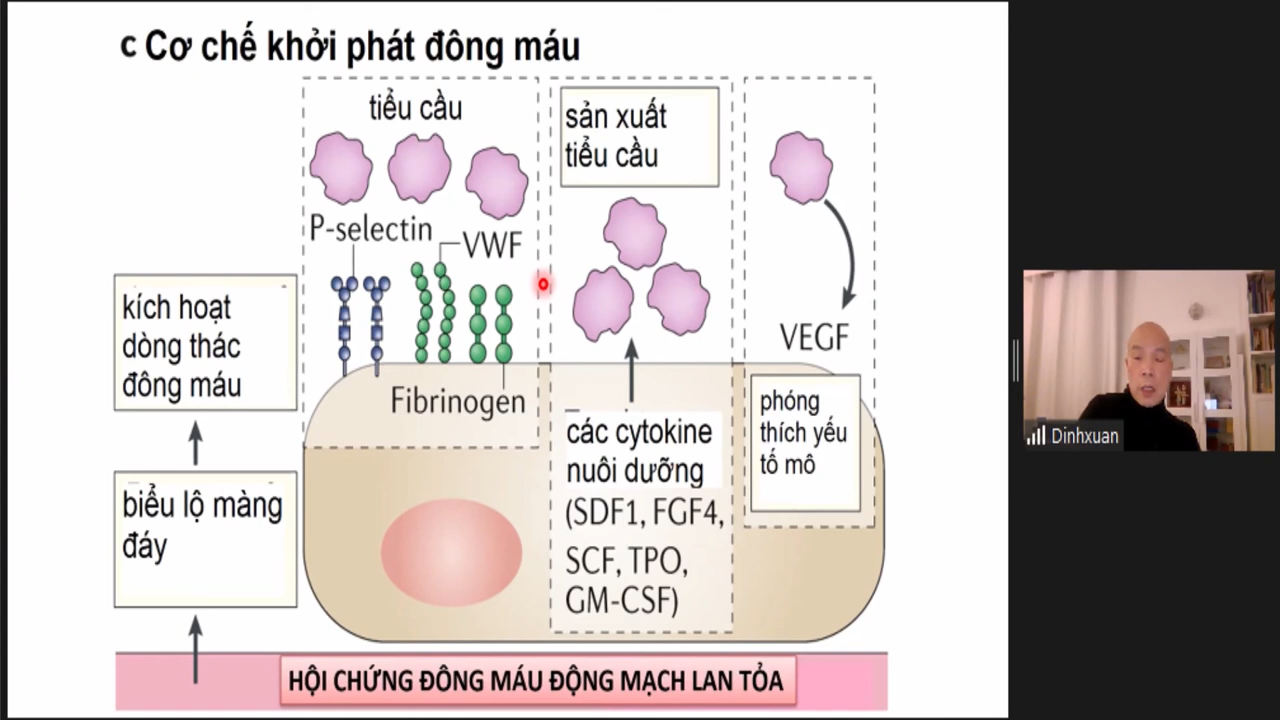 c Cơ chế khởi phát đông máu
tiểu cầu
P-selectin
VWF
Fibrinogen
kích hoạt
dòng thác
đông máu
biểu lộ màng
đáy
sản xuất
tiểu cầu
các cytokine
nuôi dưỡng
(SDF1, FGF4,
SCF, TPO,
GM-CSF)
VEGF
phóng
thích yếu
tố mô
HỘI CHỨNG ĐÔNG MÁU ĐỘNG MẠCH LAN TỎA
Dinhxuan